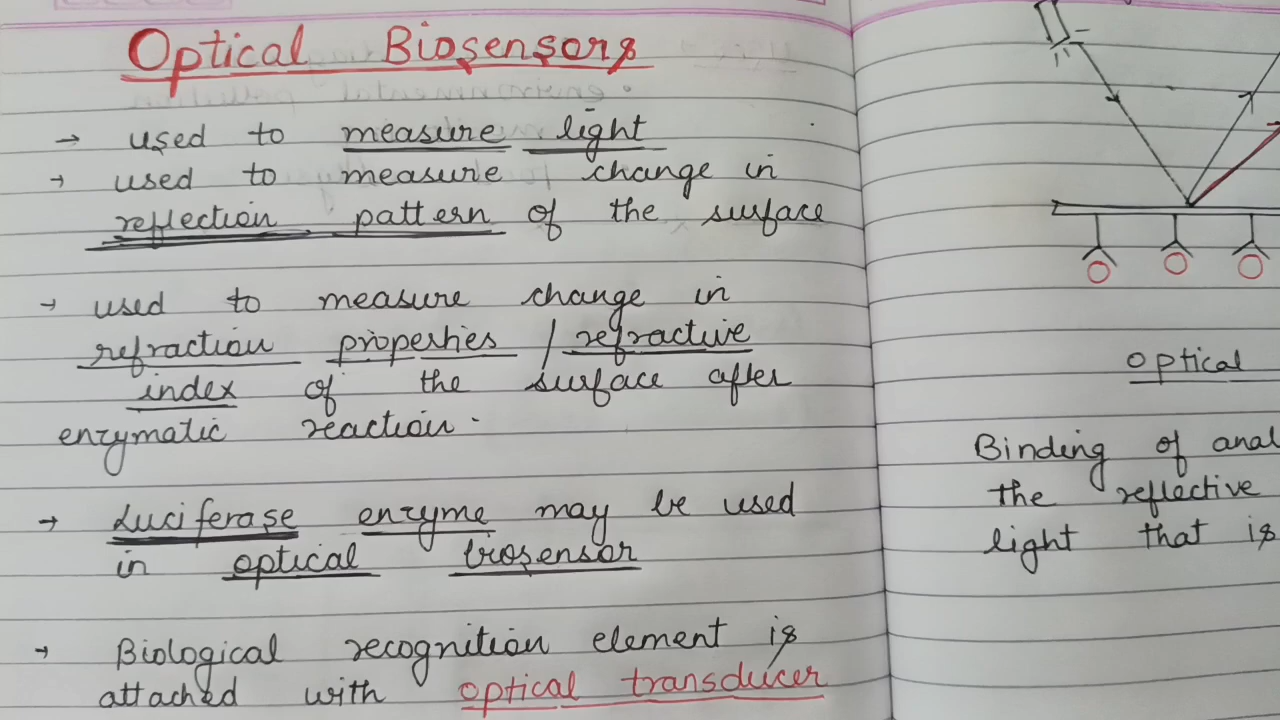 Optical Biosensors
→ used to measure light
→ used to measure change in
reflection pattern of the surface
→ used to measure change in
refraction properties / refractive
index of the surface after
enzymatic reaction.
→ Luciferase enzyme may be used
in optical biosensor
→ Biological recognition element is
attached with optical transducer
optical
Binding of anal
the reflective
light that is